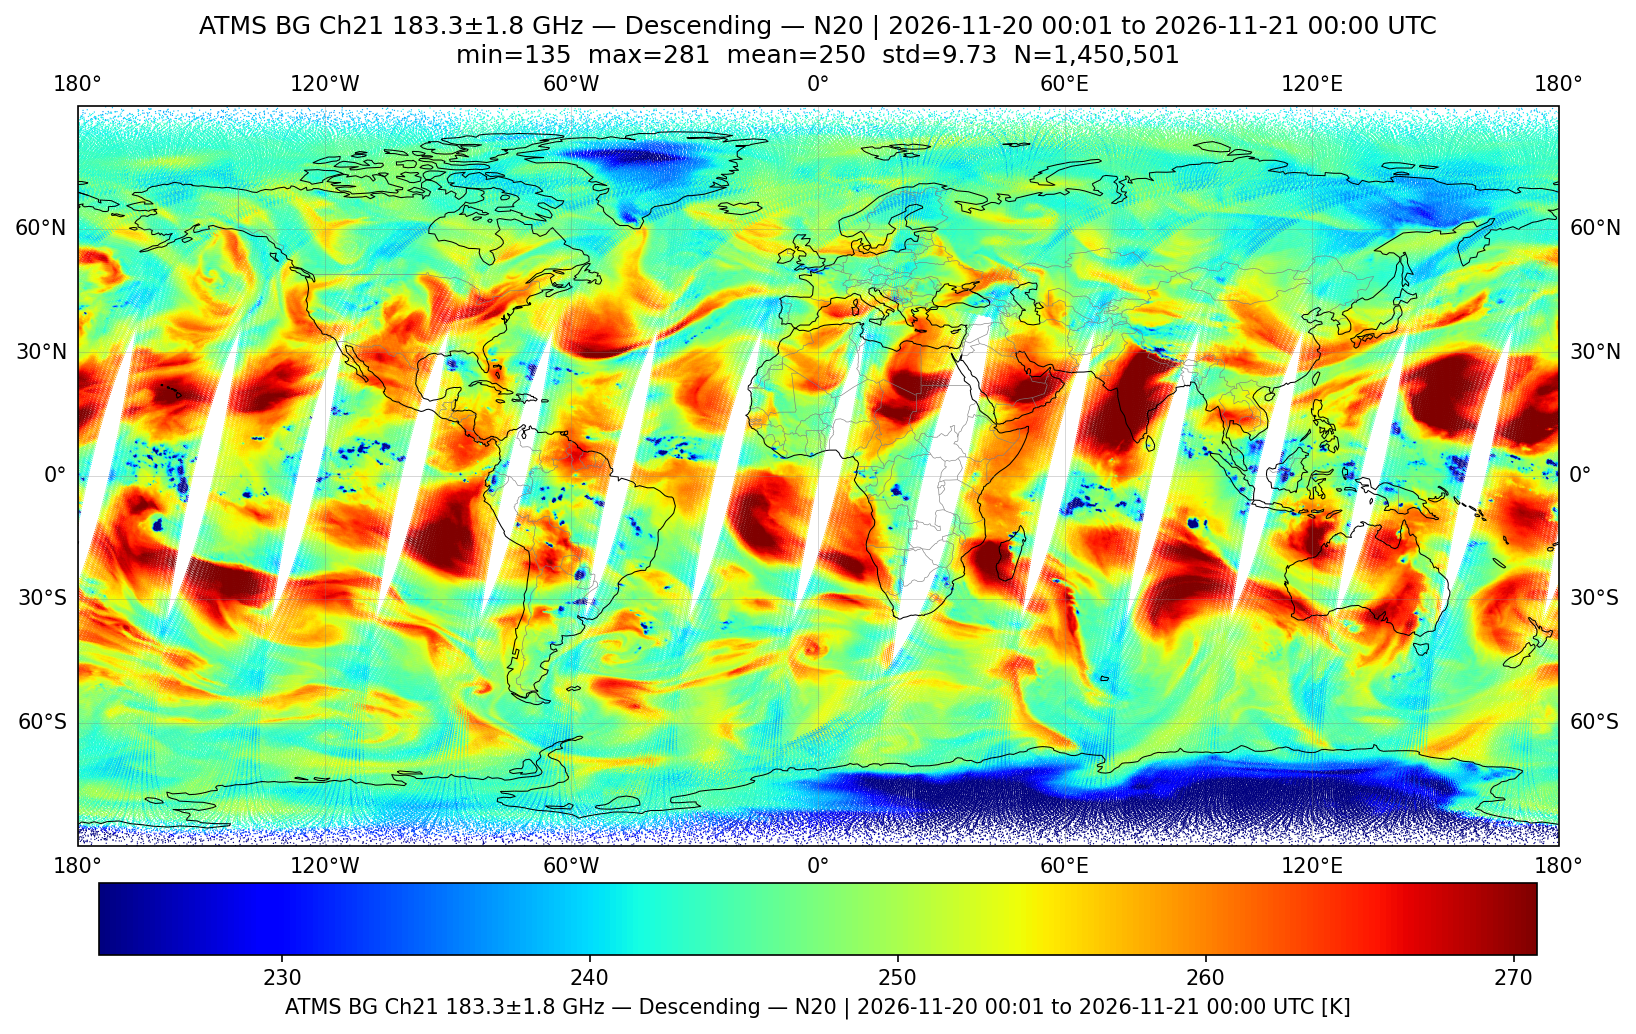 ATMS BG Ch21 183.3±1.8 GHz — Descending — N20 | 2026-11-20 00:01 to 2026-11-21 00:00 UTC
min=135 max=281 mean=250 std=9.73 N=1,450,501
180° 120°W 60°W 0° 60°E 120°E 180°
60°N 60°N
30°N 30°N
0° 0°
30°S 30°S
60°S 60°S
180° 120°W 60°W 0° 60°E 120°E 180°
230 240 250 260 270
ATMS BG Ch21 183.3±1.8 GHz — Descending — N20 | 2026-11-20 00:01 to 2026-11-21 00:00 UTC [K]